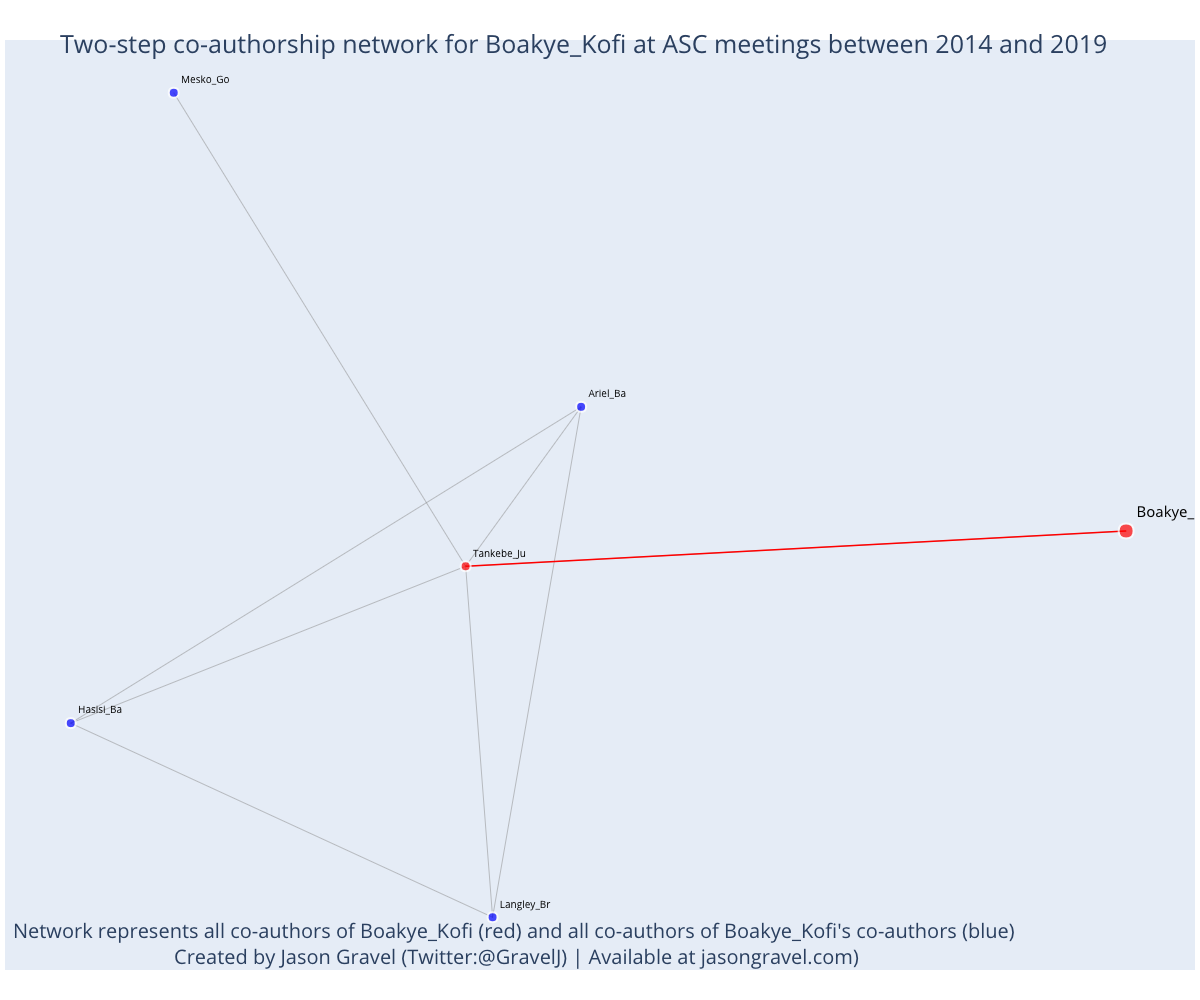 Two-step co-authorship network for Boakye_Kofi at ASC meetings between 2014 and 2019
Mesko_Go
Ariel_Ba
Boakye_
Tankebe_Ju
Hasisi_Ba
Langley_Br
Network represents all co-authors of Boakye_Kofi (red) and all co-authors of Boakye_Kofi's co-authors (blue)
Created by Jason Gravel (Twitter:@GravelJ) | Available at jasongravel.com)